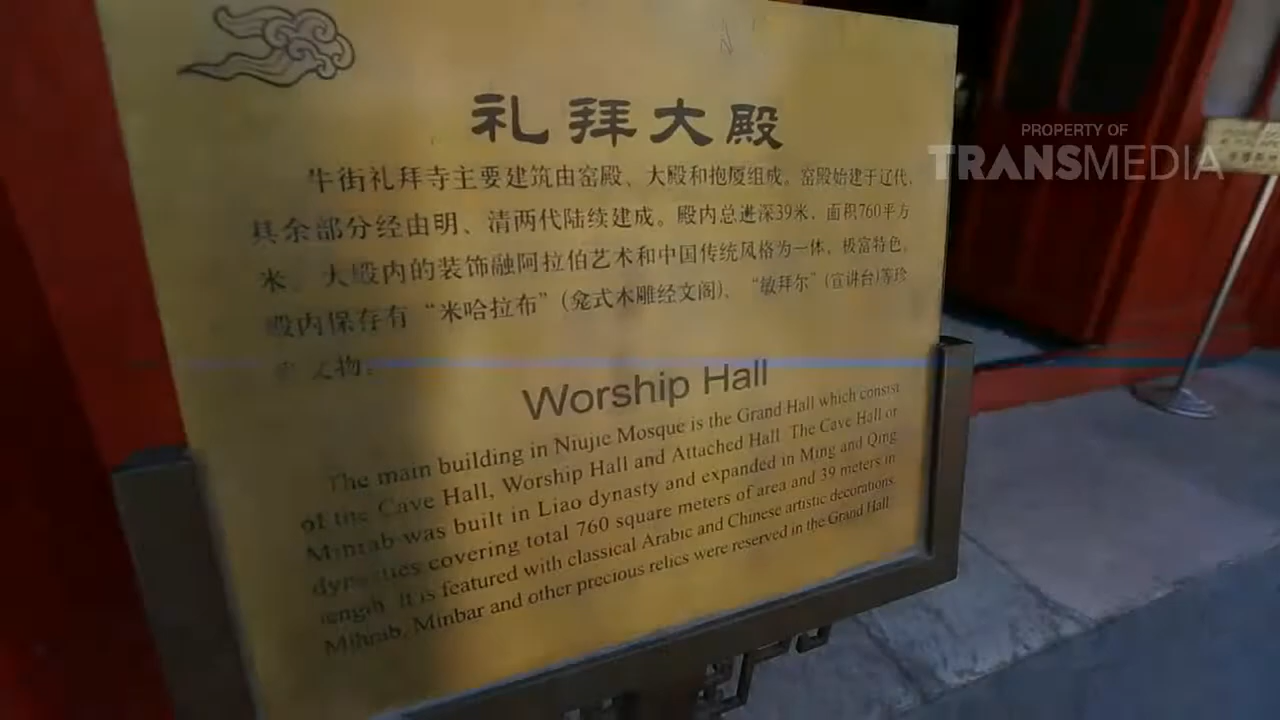 礼拜大殿
牛街礼拜寺主要建筑由窑殿、大殿和抱厦组成。窑殿始建于辽代,
其余部分经由明、清两代陆续建成。殿内总进深39米,面积760平方
米。大殿内的装饰融阿拉伯艺术和中国传统风格为一体,极富特色。
殿内保存有“米哈拉布”(龛式木雕经文阁)、“敏拜尔”(宣讲台)等珍
文物。
Worship Hall
The main building in Niujie Mosque is the Grand Hall which consist
of the Cave Hall, Worship Hall and Attached Hall. The Cave Hall or
Mihrab was built in Liao dynasty and expanded in Ming and Qing
dynasties covering total 760 square meters of area and 39 meters in
length. It is featured with classical Arabic and Chinese artistic decorations.
Mihrab, Minbar and other precious relics were reserved in the Grand Hall
PROPERTY OF
TRANSMEDIA